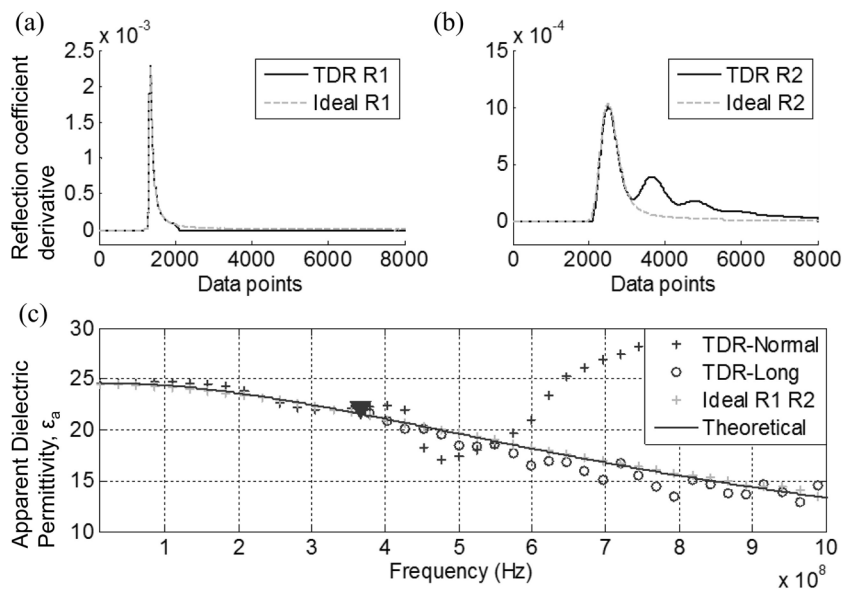 (a)
x 10⁻³
Reflection coefficient
derivative
2.5
2
1.5
1
0.5
0
TDR R1
Ideal R1
0 2000 4000 6000 8000
Data points
(b)
x 10⁻⁴
15
10
5
0
TDR R2
Ideal R2
0 2000 4000 6000 8000
Data points
(c)
Apparent Dielectric
Permittivity, εa
30
25
20
15
10
TDR-Normal
TDR-Long
Ideal R1 R2
Theoretical
1 2 3 4 5 6 7 8 9 10
Frequency (Hz)
x 10⁸